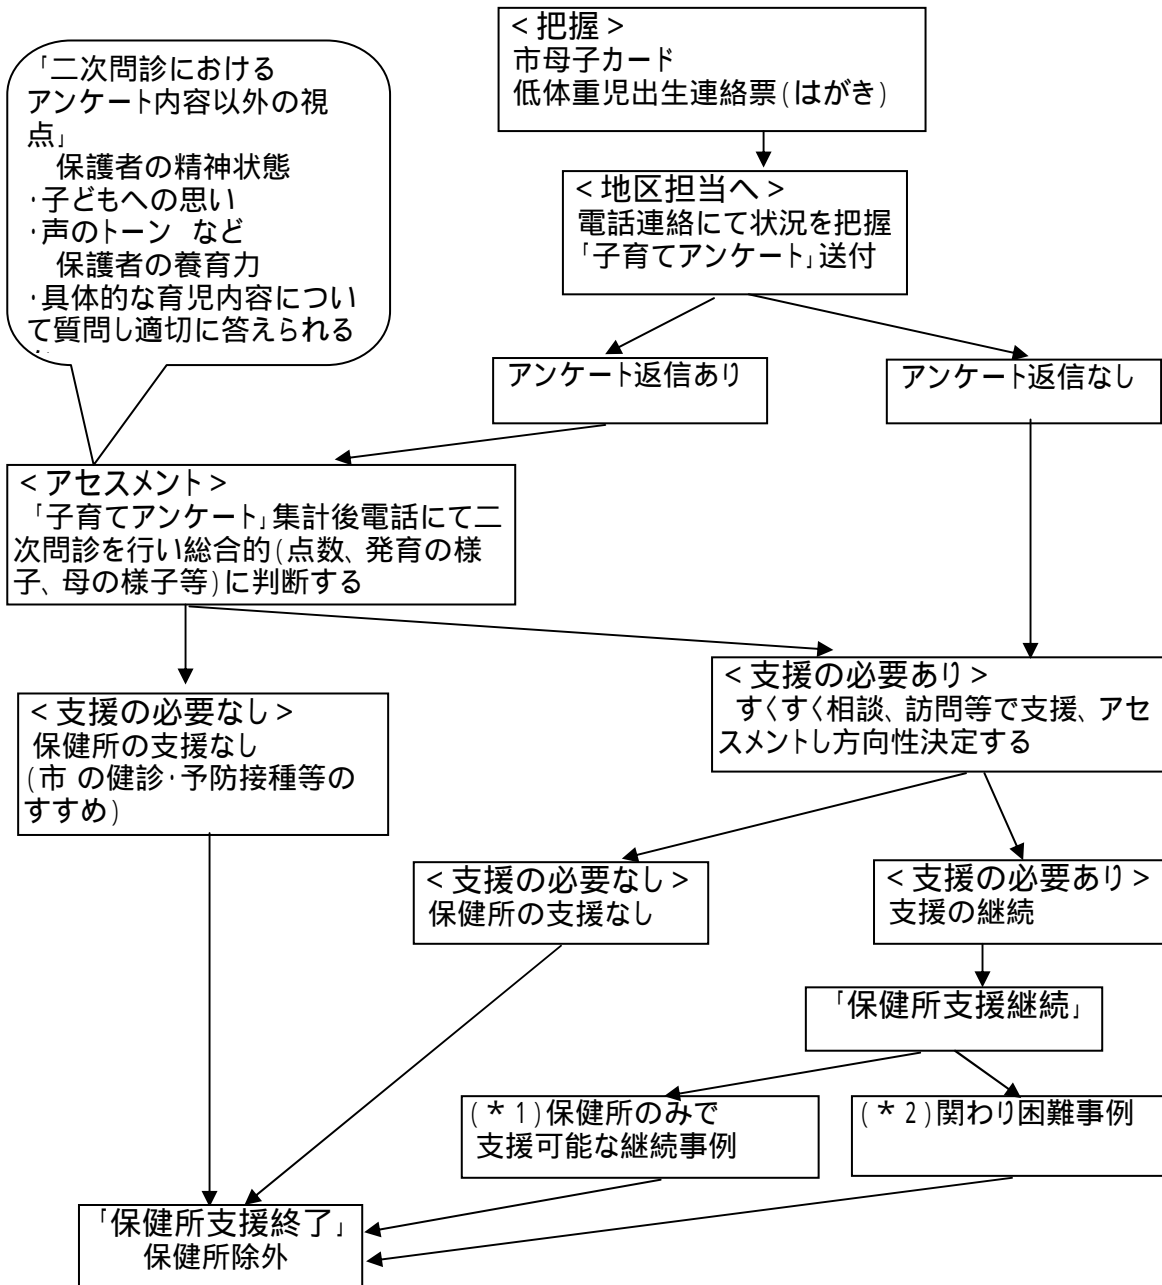 <把握>
市母子カード
低体重児出生連絡票(はがき)
「二次問診における
アンケート内容以外の視
点」
保護者の精神状態
・子どもへの思い
・声のトーン など
保護者の養育力
・具体的な育児内容につい
て質問し適切に答えられる
<地区担当へ>
電話連絡にて状況を把握
「子育てアンケート」送付
アンケート返信あり
アンケート返信なし
<アセスメント>
「子育てアンケート」集計後電話にて二
次問診を行い総合的(点数、発育の様
子、母の様子等)に判断する
<支援の必要なし>
保健所の支援なし
(市 の健診・予防接種等の
すすめ)
<支援の必要あり>
すくすく相談、訪問等で支援、アセ
スメントし方向性決定する
<支援の必要なし>
保健所の支援なし
<支援の必要あり>
支援の継続
「保健所支援継続」
(*1)保健所のみで
支援可能な継続事例
(*2)関わり困難事例
「保健所支援終了」
保健所除外